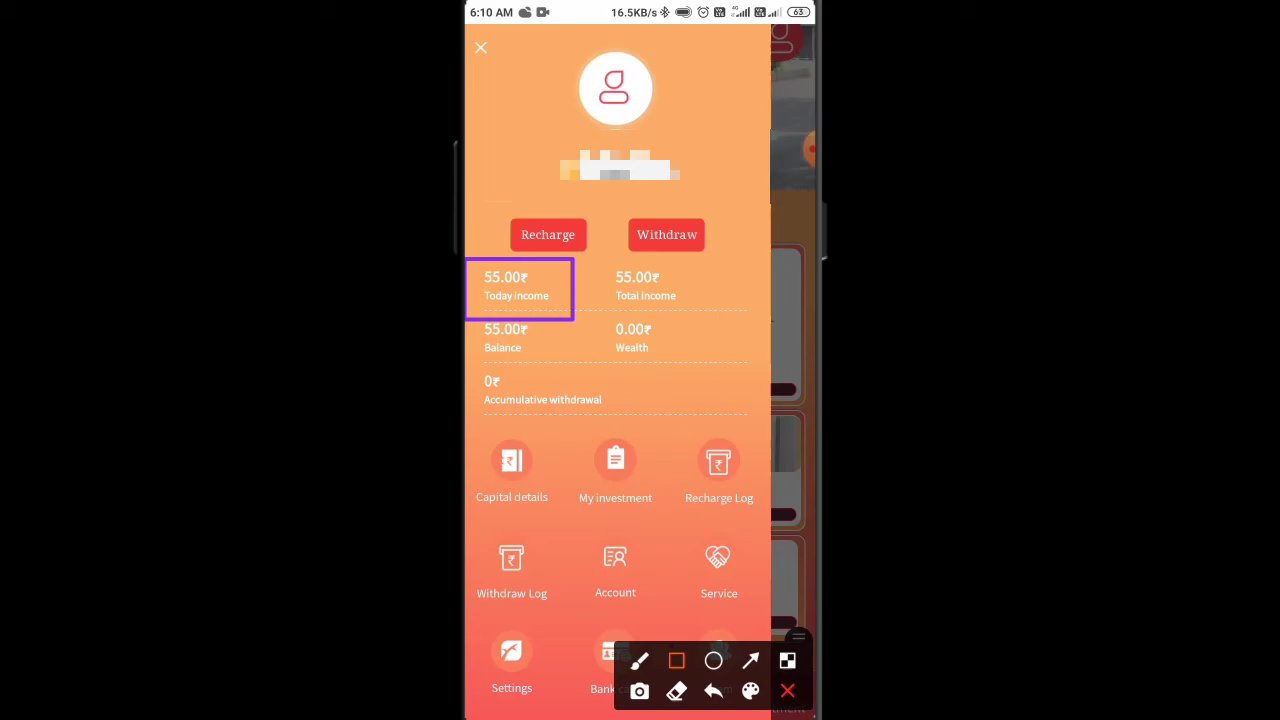 6:10 AM 16.5KB/s 4G 63
Recharge Withdraw
55.00₹ 55.00₹
Today income Total income
55.00₹ 0.00₹
Balance Wealth
0₹
Accumulative withdrawal
Capital details My investment Recharge Log
Withdraw Log Account Service
Settings Bank